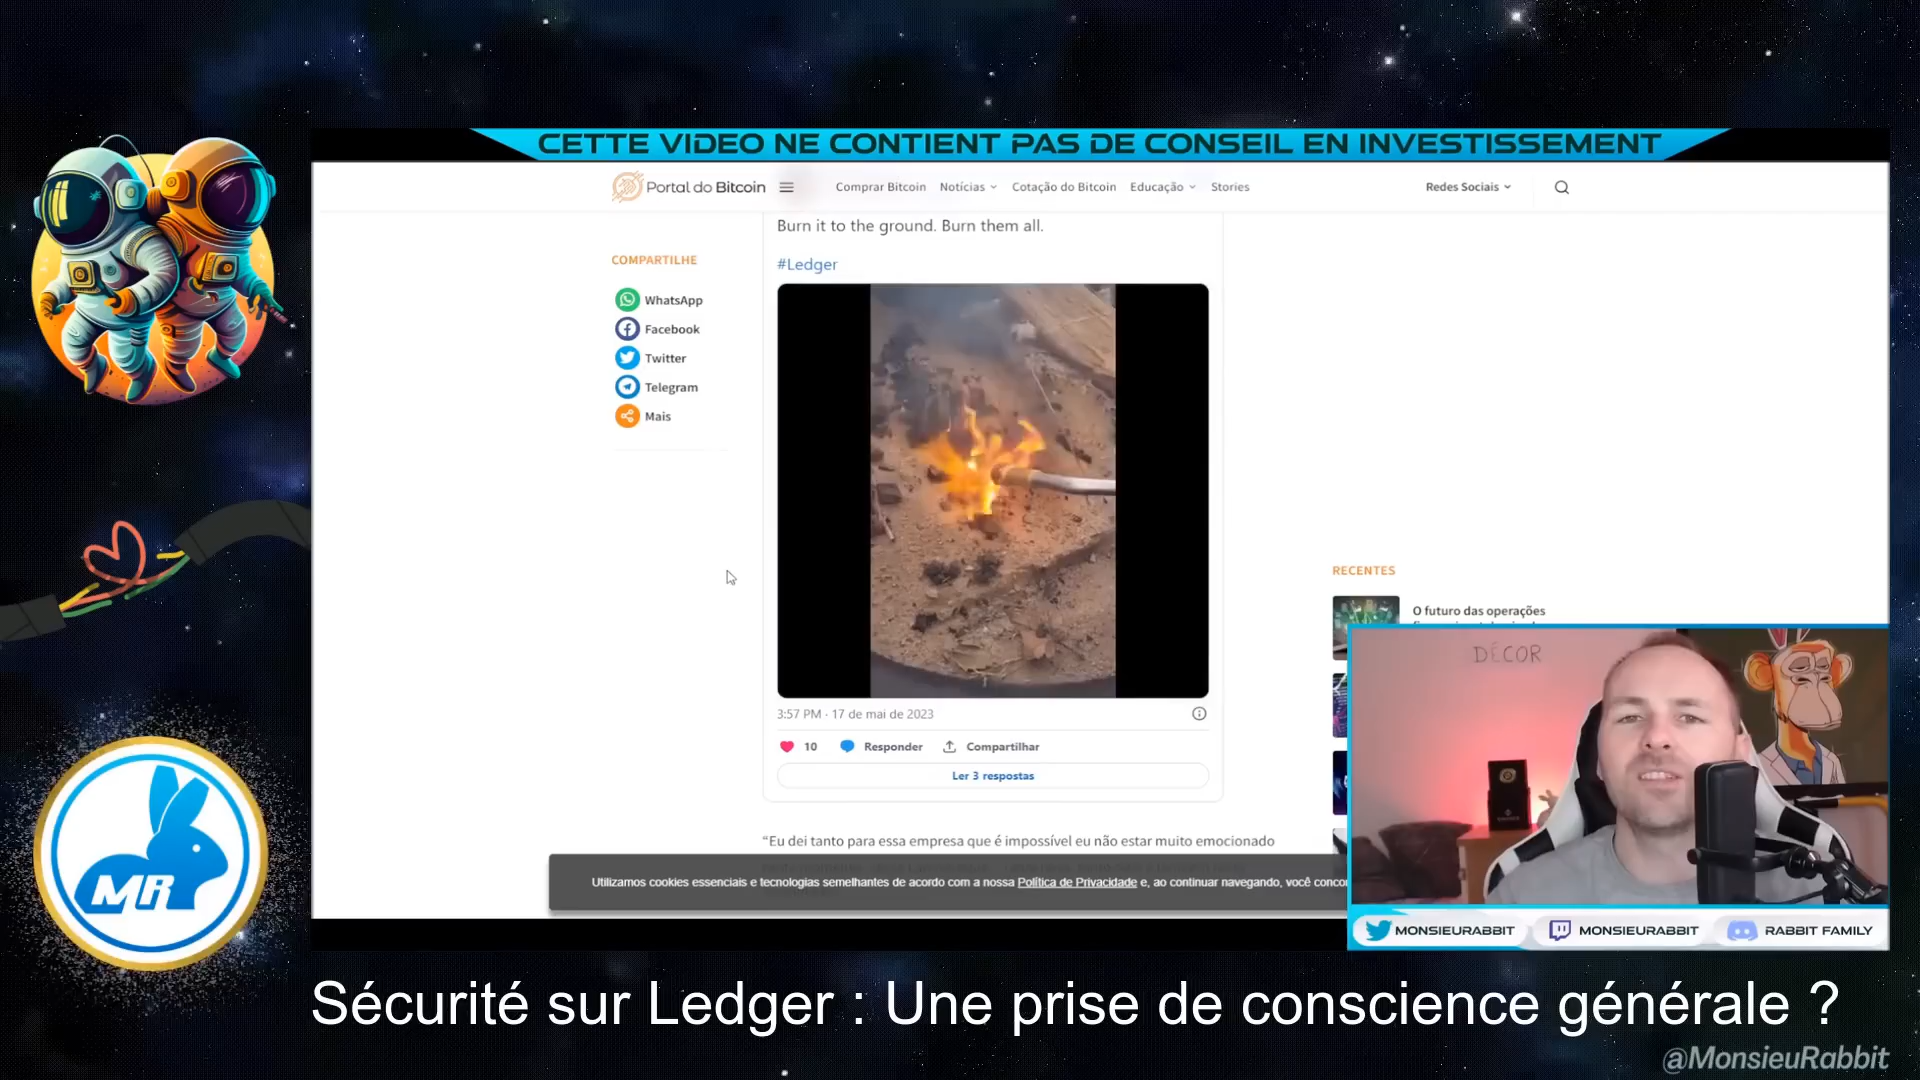 CETTE VIDEO NE CONTIENT PAS DE CONSEIL EN INVESTISSEMENT
Portal do Bitcoin
Comprar Bitcoin
Notícias
Cotação do Bitcoin
Educação
Stories
Redes Sociais
Burn it to the ground. Burn them all.
#Ledger
COMPARTILHE
WhatsApp
Facebook
Twitter
Telegram
Mais
3:57 PM · 17 de mai de 2023
10
Responder
Compartilhar
Ler 3 respostas
“Eu dei tanto para essa empresa que é impossível eu não estar muito emocionado
Utilizamos cookies essenciais e tecnologias semelhantes de acordo com a nossa Política de Privacidade e, ao continuar navegando, você concor
RECENTES
O futuro das operações
DÉCOR
MONSIEURABBIT
MONSIEURABBIT
RABBIT FAMILY
MR
Sécurité sur Ledger : Une prise de conscience générale ?
@MonsieuRabbit